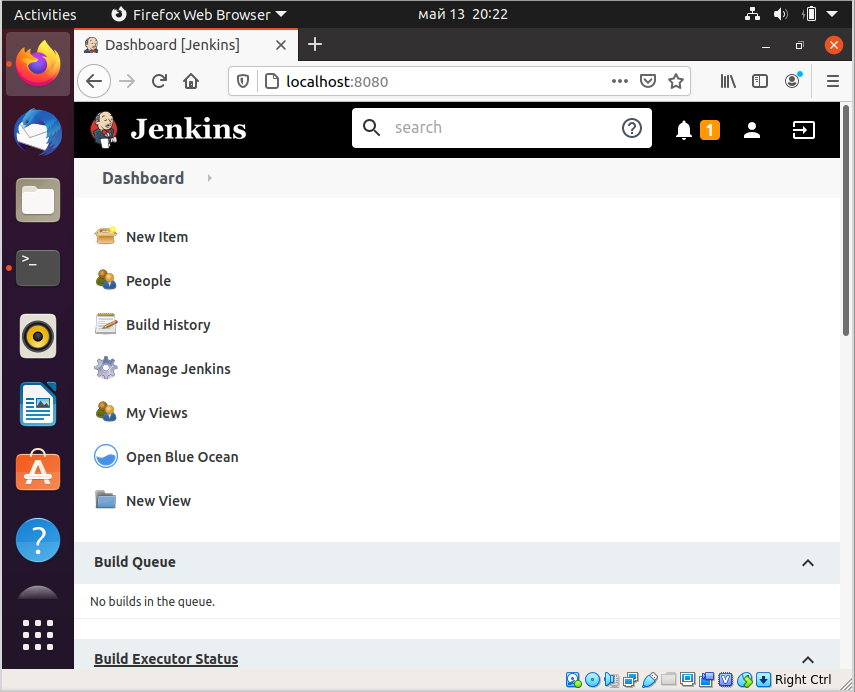 Activities Firefox Web Browser май 13 20:22
Dashboard [Jenkins]
localhost:8080
Jenkins search 1
Dashboard
New Item
People
Build History
Manage Jenkins
My Views
Open Blue Ocean
New View
Build Queue
No builds in the queue.
Build Executor Status
Right Ctrl